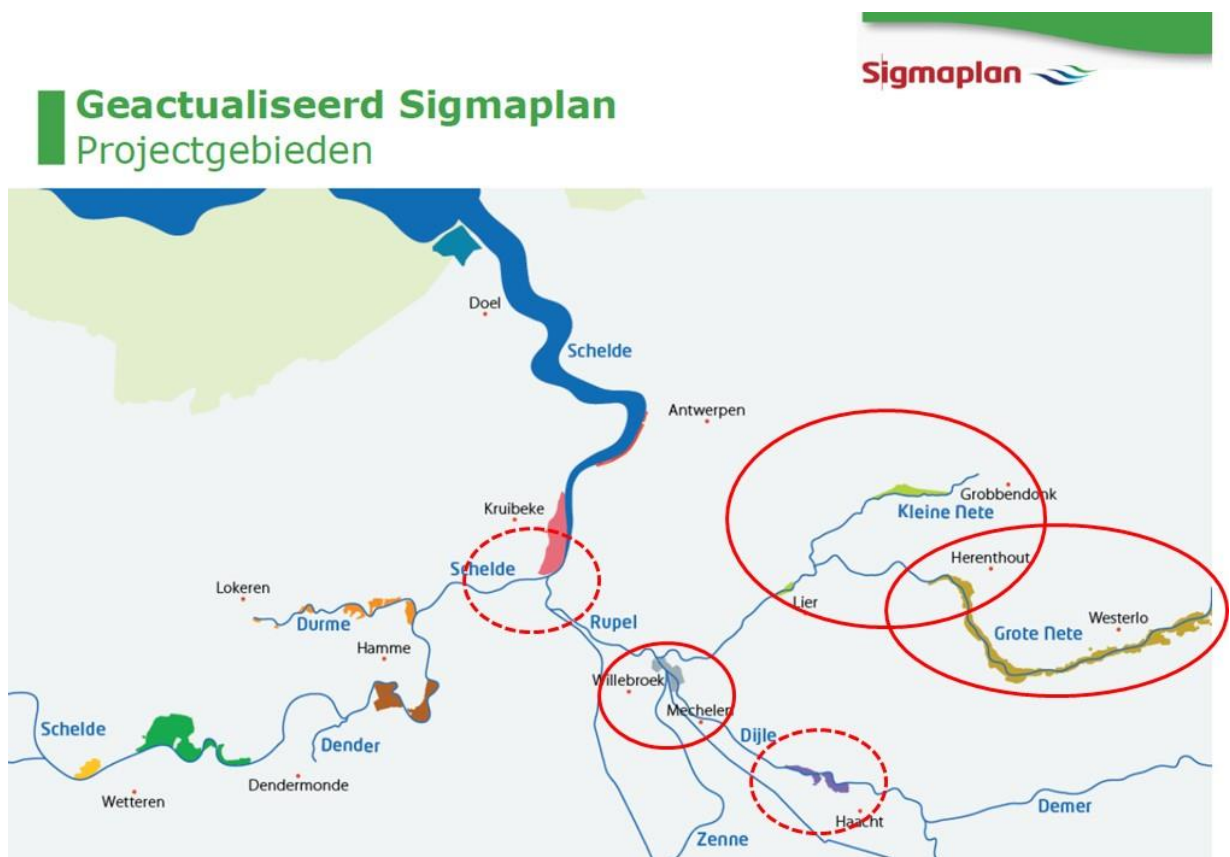 Sigmaplan
Geactualiseerd Sigmaplan
Projectgebieden
Doel
Schelde
Antwerpen
Kruibeke
Grobbendonk
Kleine Nete
Herenthout
Schelde
Lokeren
Lier
Durme
Rupel
Westerlo
Grote Nete
Hamme
Willebroek
Mechelen
Schelde
Dijle
Dender
Dendermonde
Wetteren
Demer
Haacht
Zenne